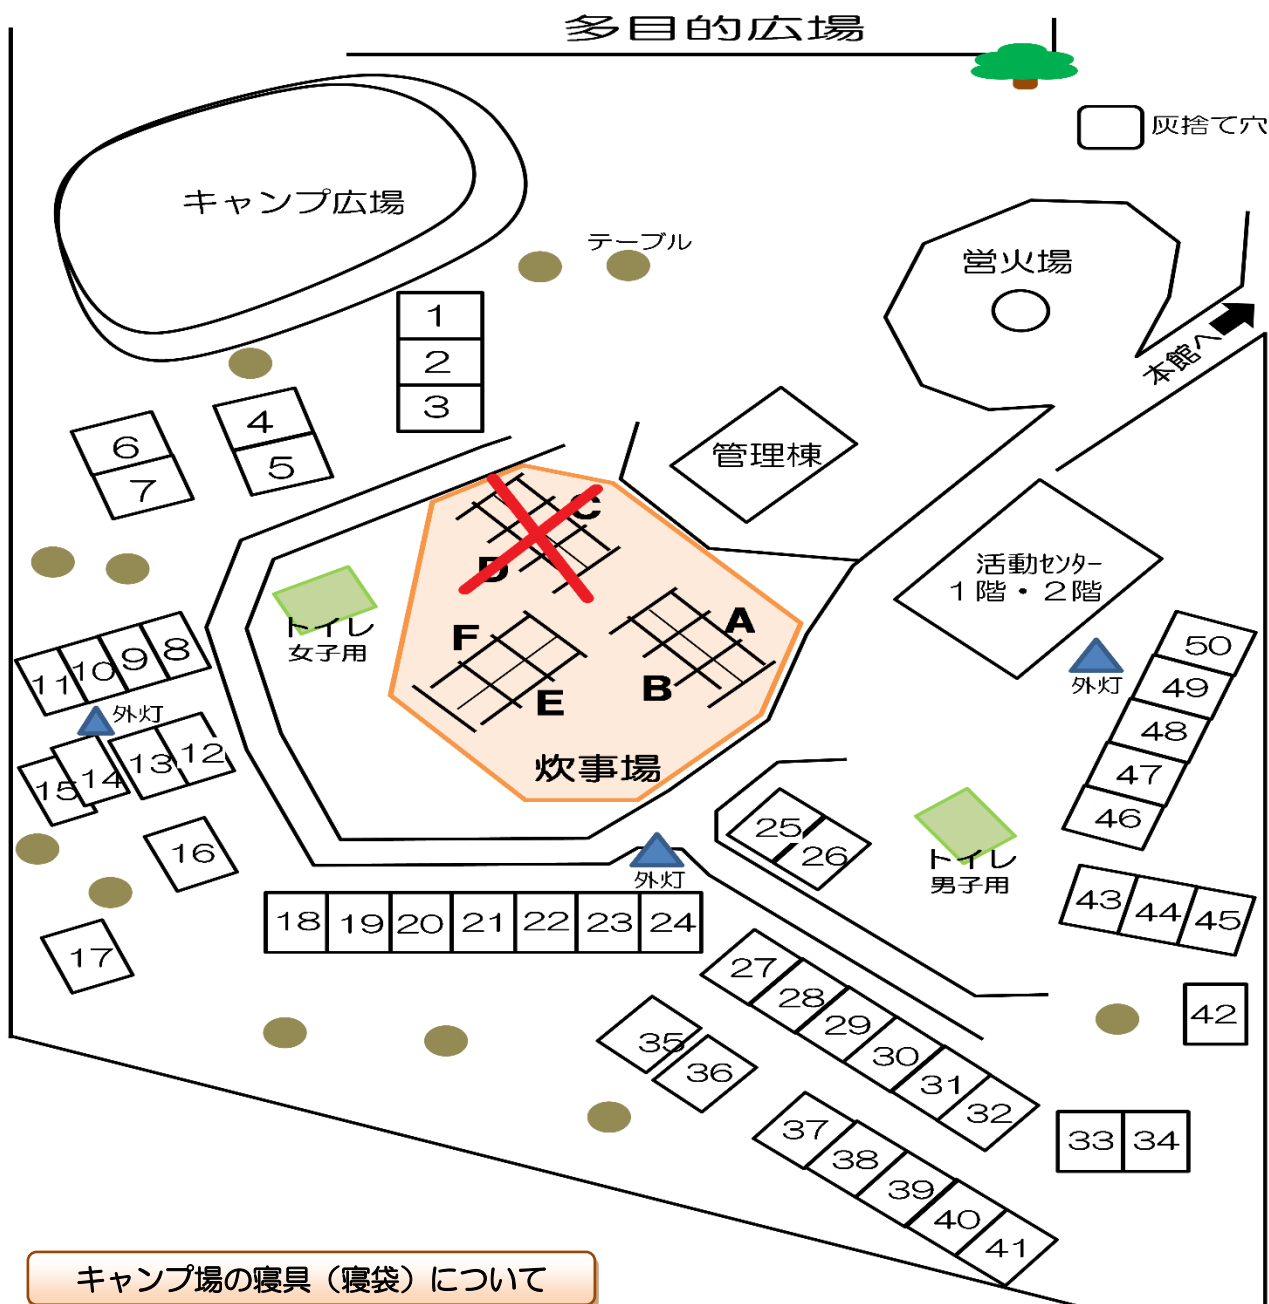 多目的広場
灰捨て穴
キャンプ広場
テーブル
営火場
本館へ
1
2
3
4
5
6
7
管理棟
C
D
活動センター
1階・2階
トイレ
女子用
A
B
F
E
炊事場
外灯
50
49
48
47
46
11
10
9
8
外灯
15
14
13
12
16
17
25
26
トイレ
男子用
外灯
18
19
20
21
22
23
24
43
44
45
42
27
28
29
30
31
32
35
36
33
34
37
38
39
40
41
キャンプ場の寝具（寝袋）について